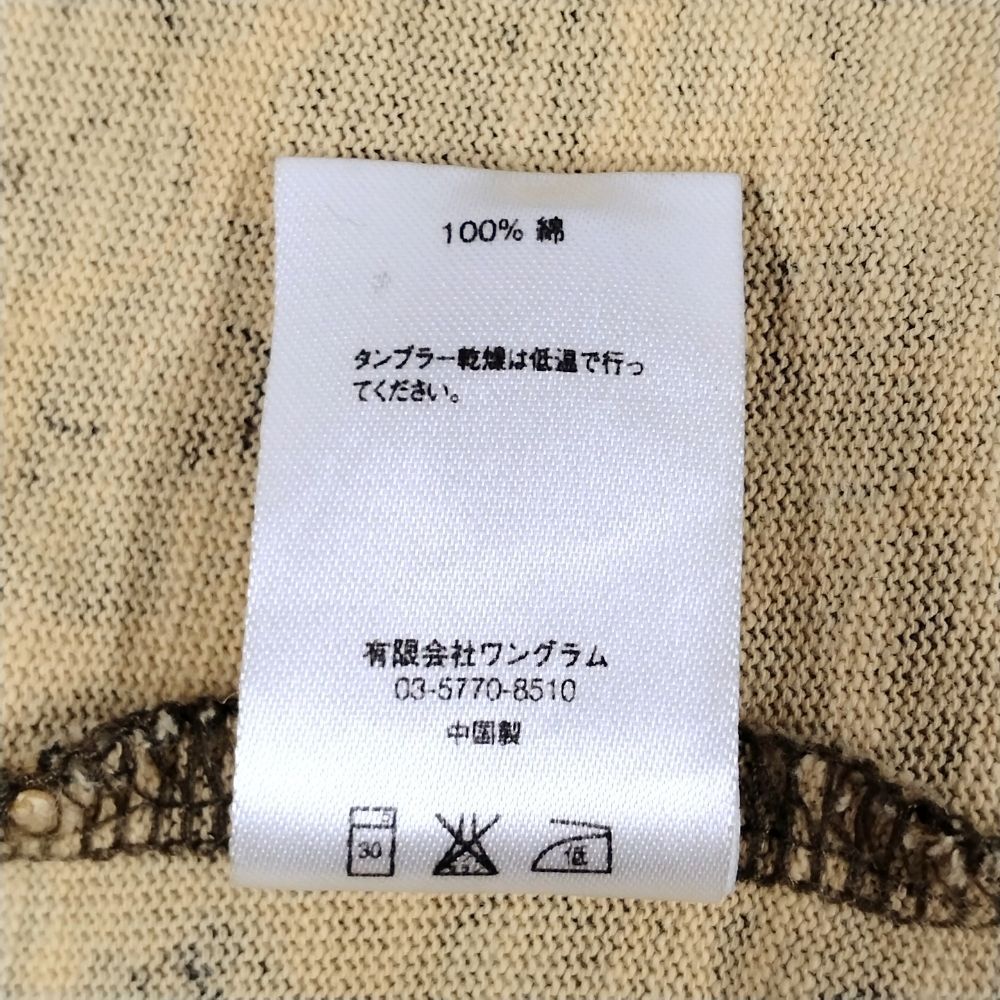 100% 綿
タンブラー乾燥は低温で行っ
てください。
有限会社ワングラム
03-5770-8510
中国製
30
低